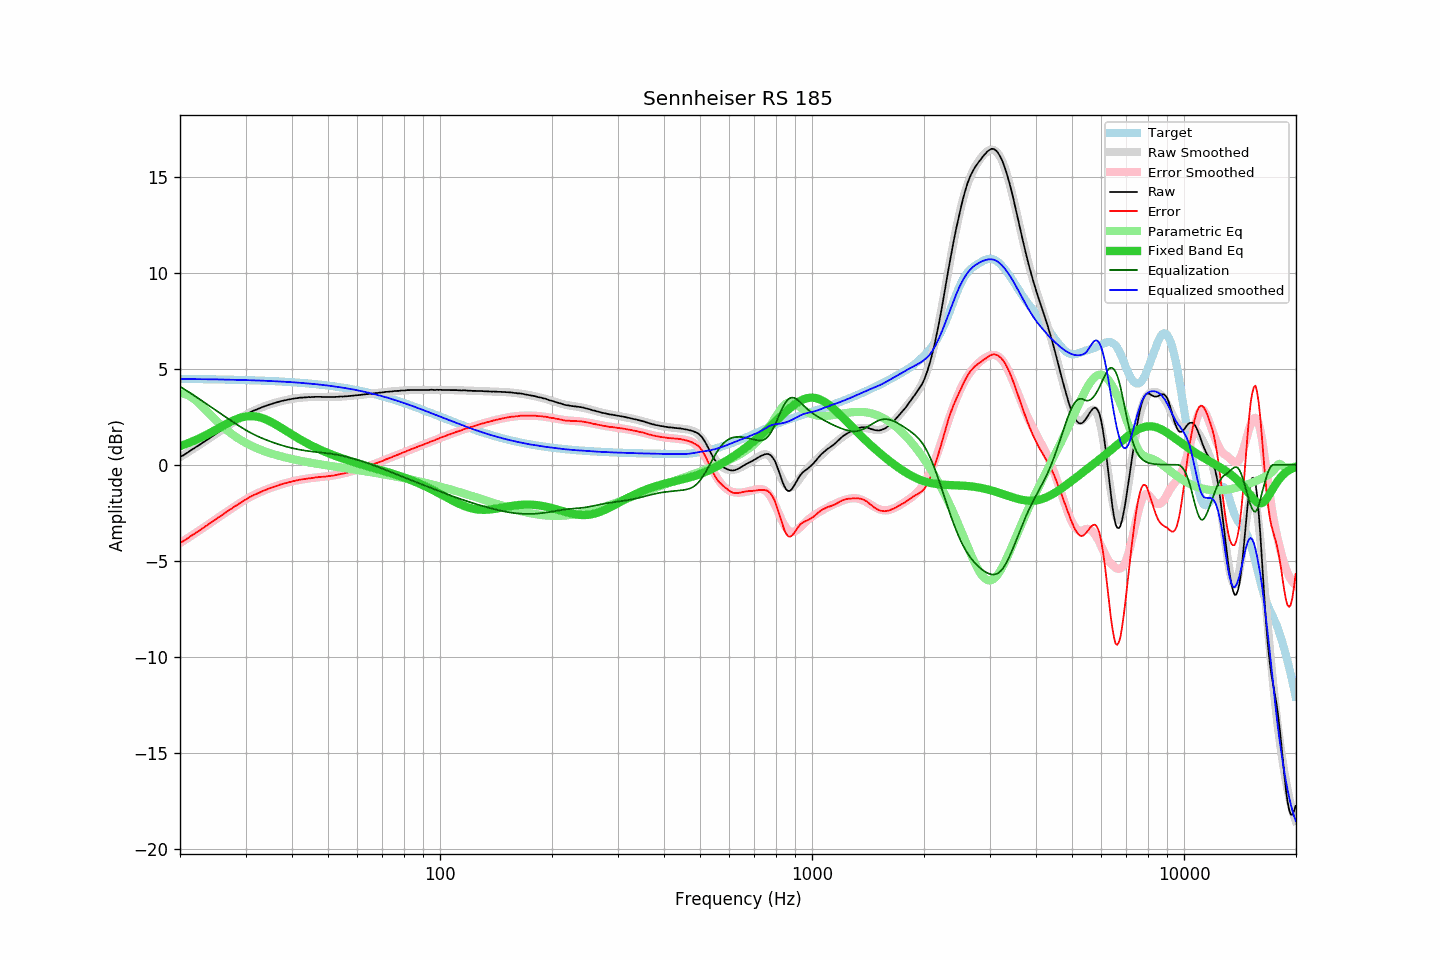 Sennheiser RS 185
Target
Raw Smoothed
Error Smoothed
Raw
Error
Parametric Eq
Fixed Band Eq
Equalization
Equalized smoothed
Amplitude (dBr)
15
10
5
0
−5
−10
−15
−20
100
1000
10000
Frequency (Hz)